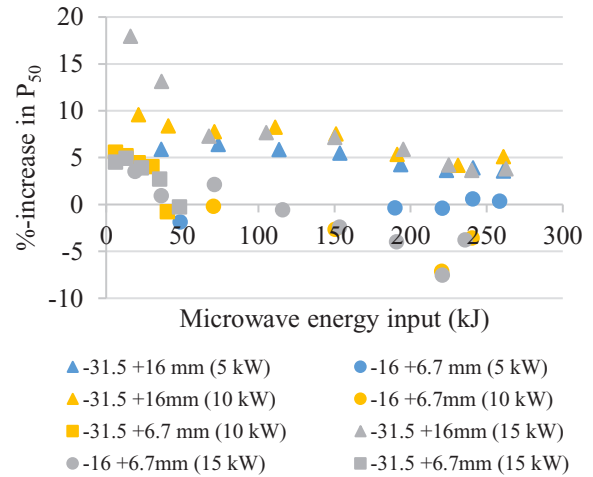 20
15
10
5
0
-5
-10
0 50 100 150 200 250 300
%-increase in P50
Microwave energy input (kJ)
-31.5 +16 mm (5 kW) -16 +6.7 mm (5 kW)
-31.5 +16mm (10 kW) -16 +6.7mm (10 kW)
-31.5 +6.7 mm (10 kW) -31.5 +16mm (15 kW)
-16 +6.7mm (15 kW) -31.5 +6.7mm (15 kW)